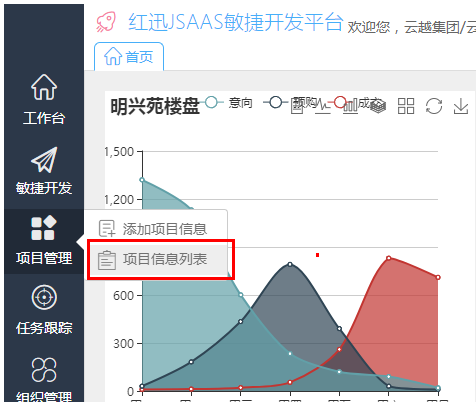 红迅JSAAS敏捷开发平台 欢迎您，云越集团/云
首页
工作台
敏捷开发
项目管理
任务跟踪
组织管理
添加项目信息
项目信息列表
明兴苑楼盘
意向
预购
成交
1,500
1,200
600
300
0